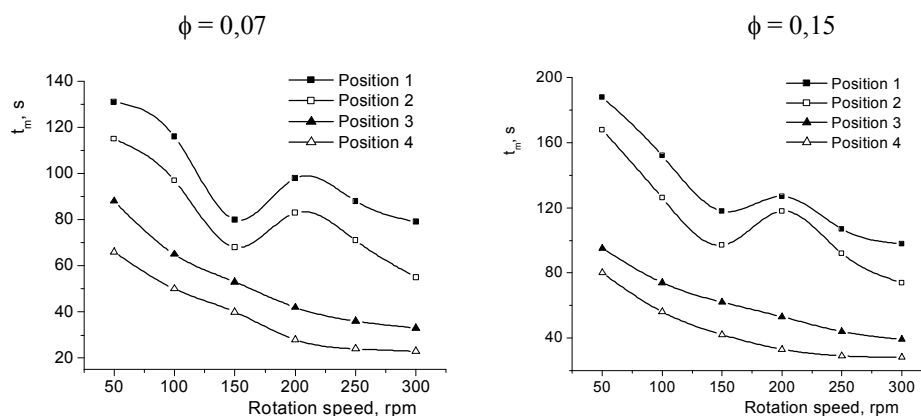 ϕ = 0,07
140
120
100
80
60
40
20
t_m, s
Position 1
Position 2
Position 3
Position 4
50 100 150 200 250 300
Rotation speed, rpm
ϕ = 0,15
200
160
120
80
40
t_m, s
Position 1
Position 2
Position 3
Position 4
50 100 150 200 250 300
Rotation speed, rpm